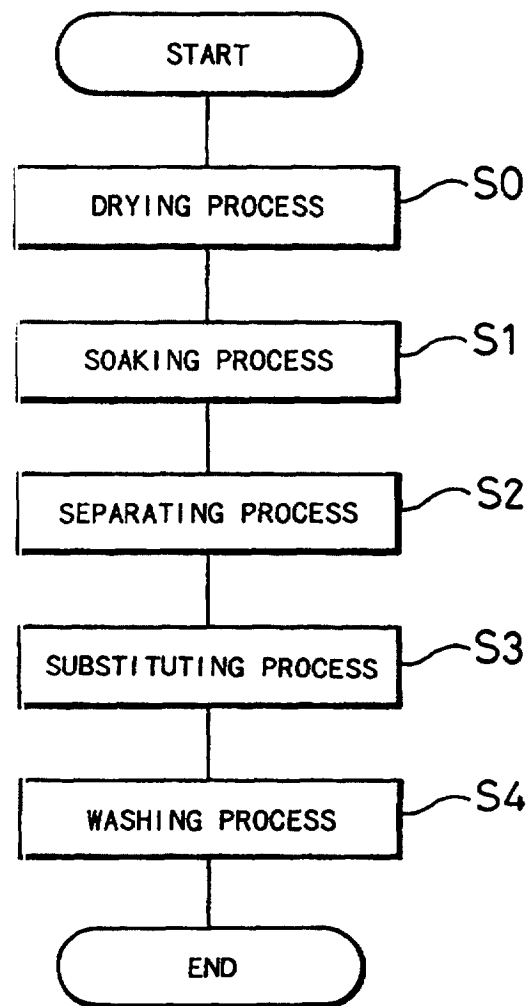 START
DRYING PROCESS
S0
SOAKING PROCESS
S1
SEPARATING PROCESS
S2
SUBSTITUTING PROCESS
S3
WASHING PROCESS
S4
END